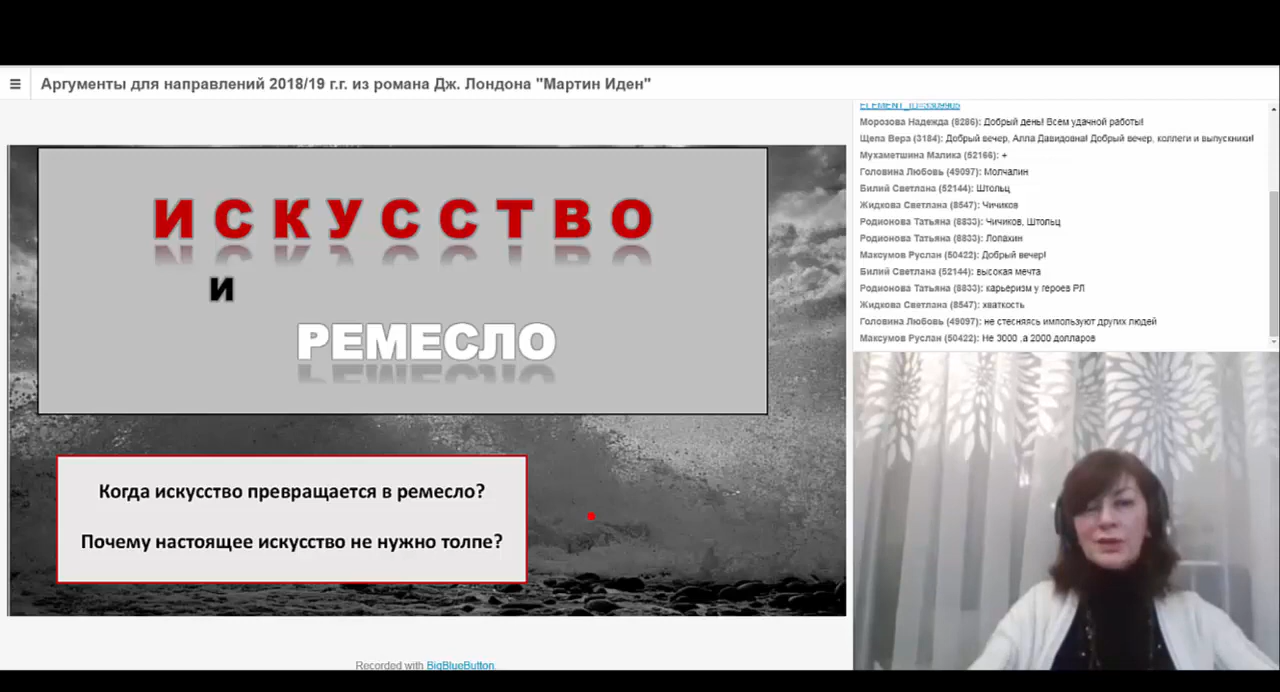 Аргументы для направлений 2018/19 г.г. из романа Дж. Лондона "Мартин Иден"
ИСКУССТВО
И
РЕМЕСЛО
Когда искусство превращается в ремесло?
Почему настоящее искусство не нужно толпе?
Recorded with BigBlueButton.
ELEMENT_ID=3309905
Морозова Надежда (8286): Добрый день! Всем удачной работы!
Щепа Вера (3184): Добрый вечер, Алла Давидовна! Добрый вечер, коллеги и выпускники!
Мухаметшина Малика (52166): +
Головина Любовь (49097): Молчалин
Билий Светлана (52144): Штольц
Жидкова Светлана (8547): Чичиков
Родионова Татьяна (8833): Чичиков, Штольц
Родионова Татьяна (8833): Лопахин
Максумов Руслан (50422): Добрый вечер!
Билий Светлана (52144): высокая мечта
Родионова Татьяна (8833): карьеризм у героев РЛ
Жидкова Светлана (8547): хваткость
Головина Любовь (49097): не стесняясь импользуют других людей
Максумов Руслан (50422): Не 3000 ,а 2000 долларов